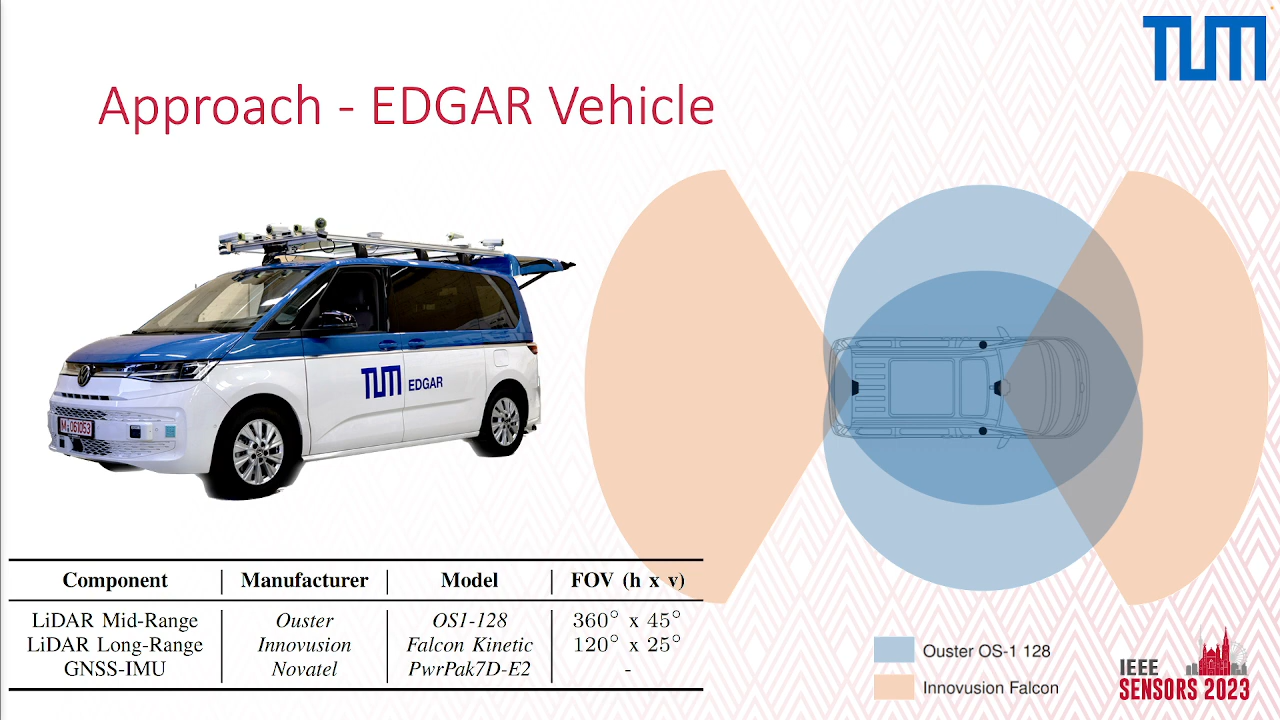 TUM
Approach - EDGAR Vehicle
TUM EDGAR
M·061053
Component Manufacturer Model FOV (h x v)
LiDAR Mid-Range Ouster OS1-128 360° x 45°
LiDAR Long-Range Innovusion Falcon Kinetic 120° x 25°
GNSS-IMU Novatel PwrPak7D-E2 -
Ouster OS-1 128
Innovusion Falcon
IEEE
SENSORS 2023